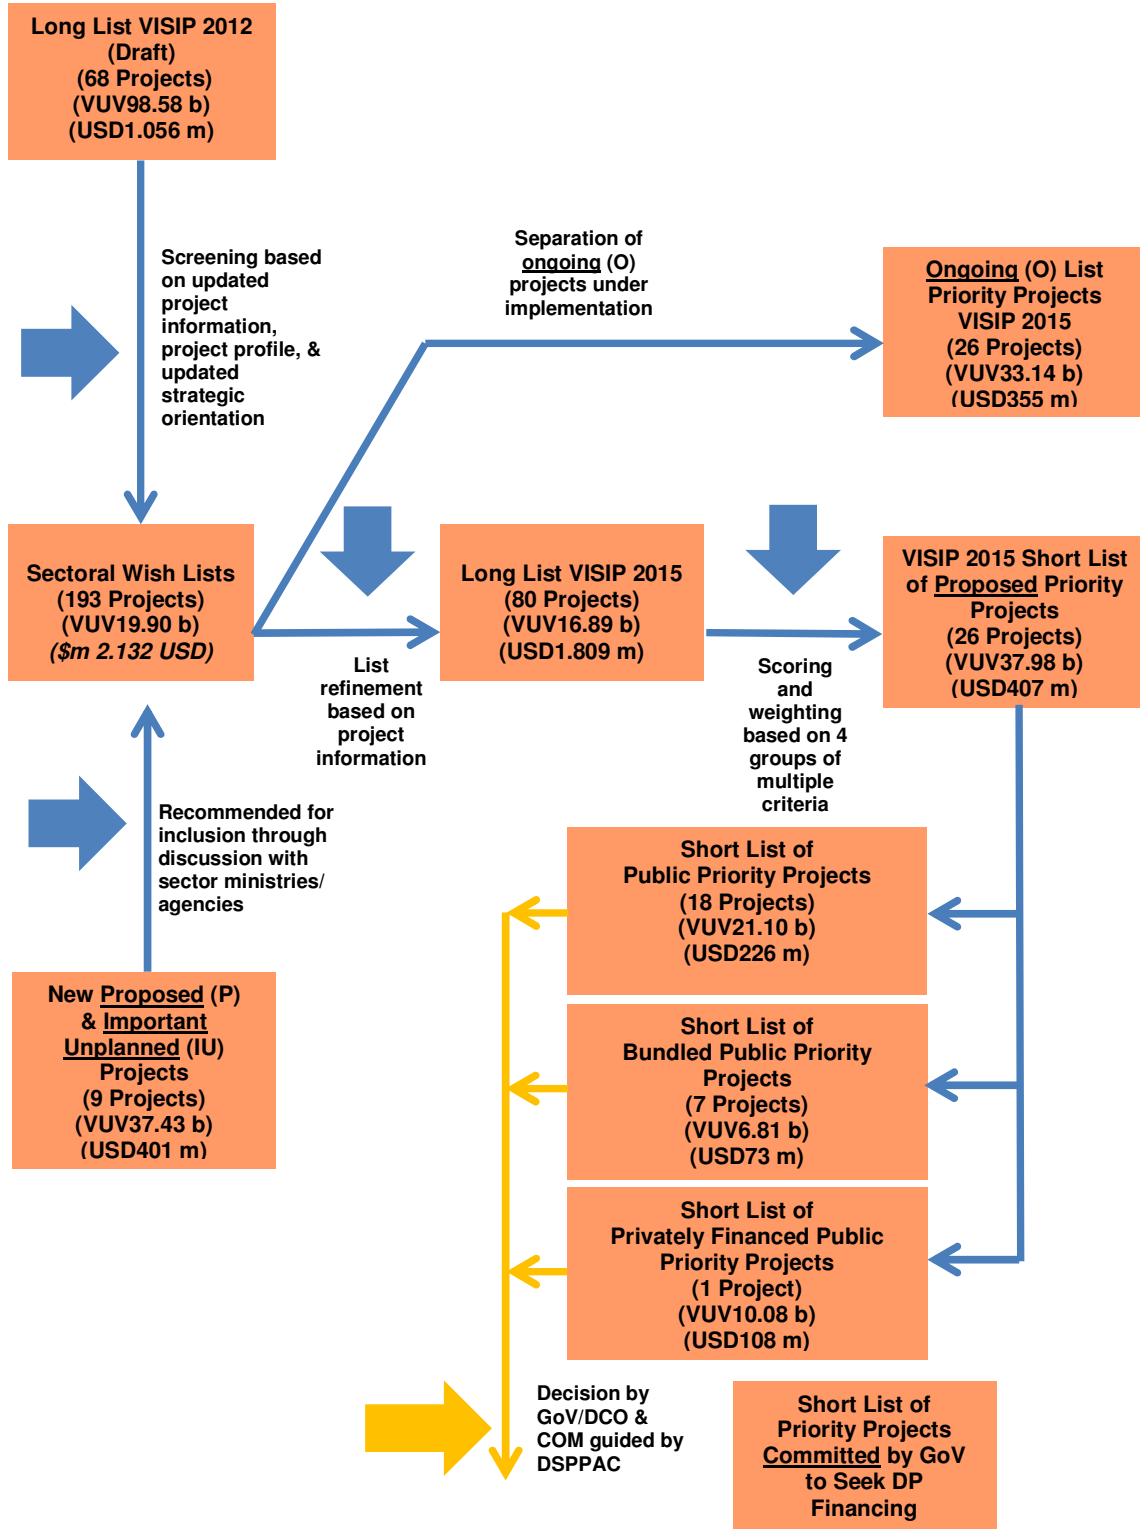 Long List VISIP 2012
(Draft)
(68 Projects)
(VUV98.58 b)
(USD1.056 m)
Screening based
on updated
project
information,
project profile, &
updated
strategic
orientation
Separation of
ongoing (O)
projects under
implementation
Ongoing (O) List
Priority Projects
VISIP 2015
(26 Projects)
(VUV33.14 b)
(USD355 m)
Sectoral Wish Lists
(193 Projects)
(VUV19.90 b)
($m 2.132 USD)
List
refinement
based on
project
information
Long List VISIP 2015
(80 Projects)
(VUV16.89 b)
(USD1.809 m)
Scoring
and
weighting
based on 4
groups of
multiple
criteria
VISIP 2015 Short List
of Proposed Priority
Projects
(26 Projects)
(VUV37.98 b)
(USD407 m)
Recommended for
inclusion through
discussion with
sector ministries/
agencies
New Proposed (P)
& Important
Unplanned (IU)
Projects
(9 Projects)
(VUV37.43 b)
(USD401 m)
Short List of
Public Priority Projects
(18 Projects)
(VUV21.10 b)
(USD226 m)
Short List of
Bundled Public Priority
Projects
(7 Projects)
(VUV6.81 b)
(USD73 m)
Short List of
Privately Financed Public
Priority Projects
(1 Project)
(VUV10.08 b)
(USD108 m)
Decision by
GoV/DCO &
COM guided by
DSPPAC
Short List of
Priority Projects
Committed by GoV
to Seek DP
Financing